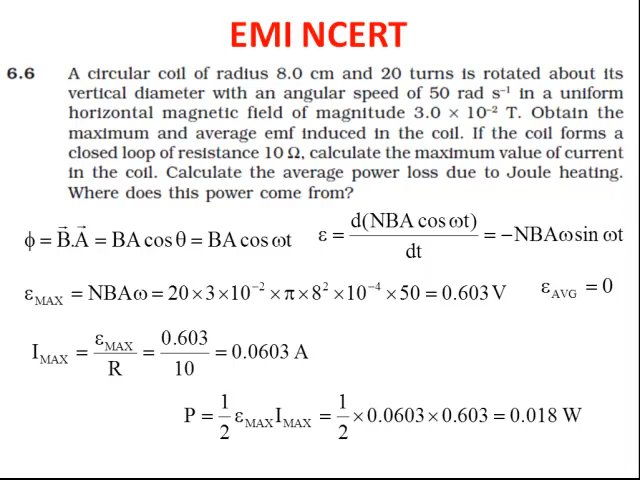 EMI NCERT
6.6 A circular coil of radius 8.0 cm and 20 turns is rotated about its
vertical diameter with an angular speed of 50 rad s⁻¹ in a uniform
horizontal magnetic field of magnitude 3.0 × 10⁻² T. Obtain the
maximum and average emf induced in the coil. If the coil forms a
closed loop of resistance 10 Ω, calculate the maximum value of current
in the coil. Calculate the average power loss due to Joule heating.
Where does this power come from?
ϕ = B⃗.A⃗ = BA cos θ = BA cos ωt
ε = d(NBA cos ωt)/dt = −NBAω sin ωt
ε_MAX = NBAω = 20 × 3 × 10⁻² × π × 8² × 10⁻⁴ × 50 = 0.603 V
ε_AVG = 0
I_MAX = ε_MAX/R = 0.603/10 = 0.0603 A
P = 1/2 ε_MAX I_MAX = 1/2 × 0.0603 × 0.603 = 0.018 W